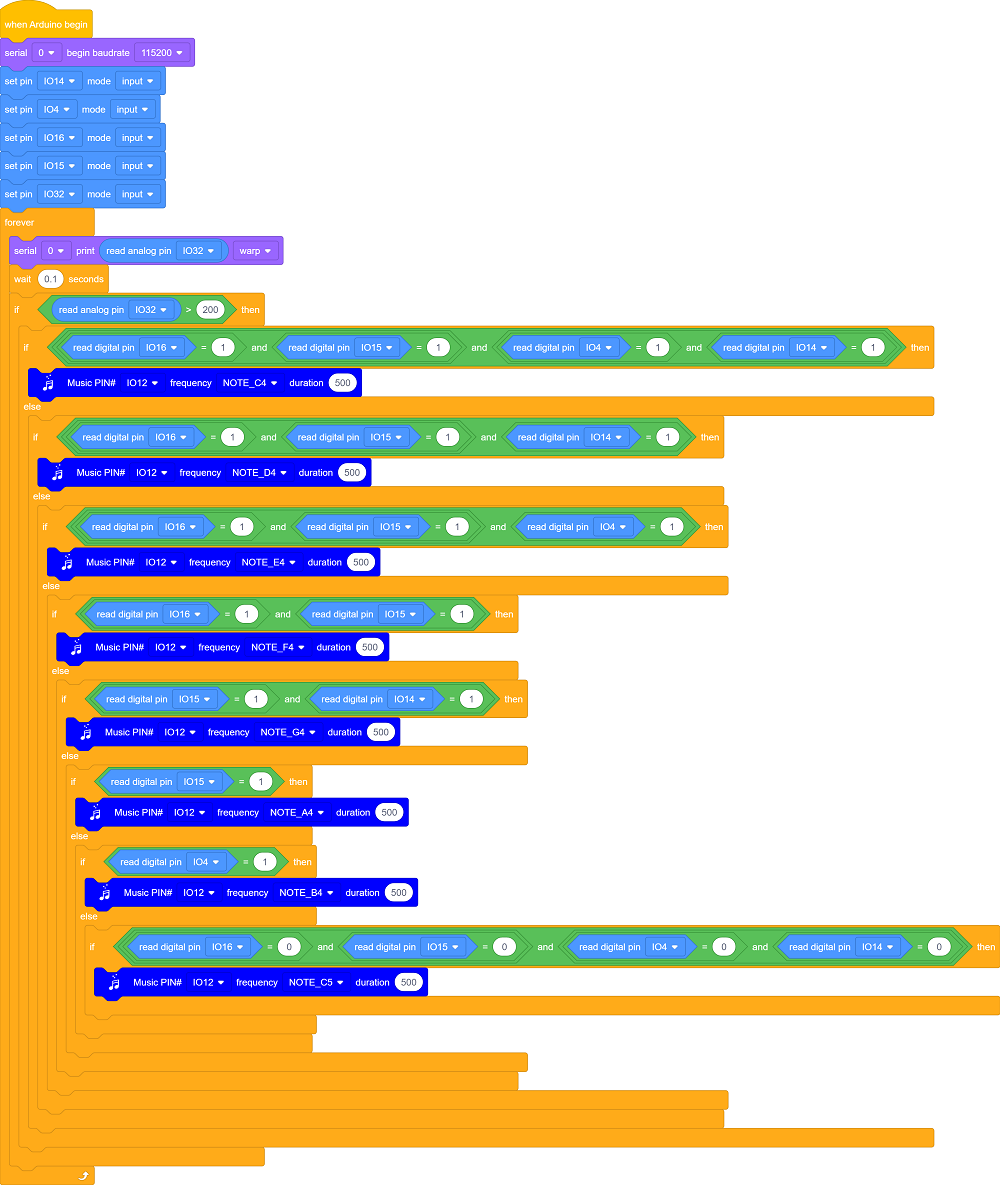 when Arduino begin
serial 0 begin baudrate 115200
set pin IO14 mode input
set pin IO4 mode input
set pin IO16 mode input
set pin IO15 mode input
set pin IO32 mode input
forever
serial 0 print read analog pin IO32 warp
wait 0.1 seconds
if read analog pin IO32 > 200 then
if read digital pin IO16 = 1 and read digital pin IO15 = 1 and read digital pin IO4 = 1 and read digital pin IO14 = 1 then
Music PIN# IO12 frequency NOTE_C4 duration 500
else
if read digital pin IO16 = 1 and read digital pin IO15 = 1 and read digital pin IO14 = 1 then
Music PIN# IO12 frequency NOTE_D4 duration 500
else
if read digital pin IO16 = 1 and read digital pin IO15 = 1 and read digital pin IO4 = 1 then
Music PIN# IO12 frequency NOTE_E4 duration 500
else
if read digital pin IO16 = 1 and read digital pin IO15 = 1 then
Music PIN# IO12 frequency NOTE_F4 duration 500
else
if read digital pin IO15 = 1 and read digital pin IO14 = 1 then
Music PIN# IO12 frequency NOTE_G4 duration 500
else
if read digital pin IO15 = 1 then
Music PIN# IO12 frequency NOTE_A4 duration 500
else
if read digital pin IO4 = 1 then
Music PIN# IO12 frequency NOTE_B4 duration 500
else
if read digital pin IO16 = 0 and read digital pin IO15 = 0 and read digital pin IO4 = 0 and read digital pin IO14 = 0 then
Music PIN# IO12 frequency NOTE_C5 duration 500